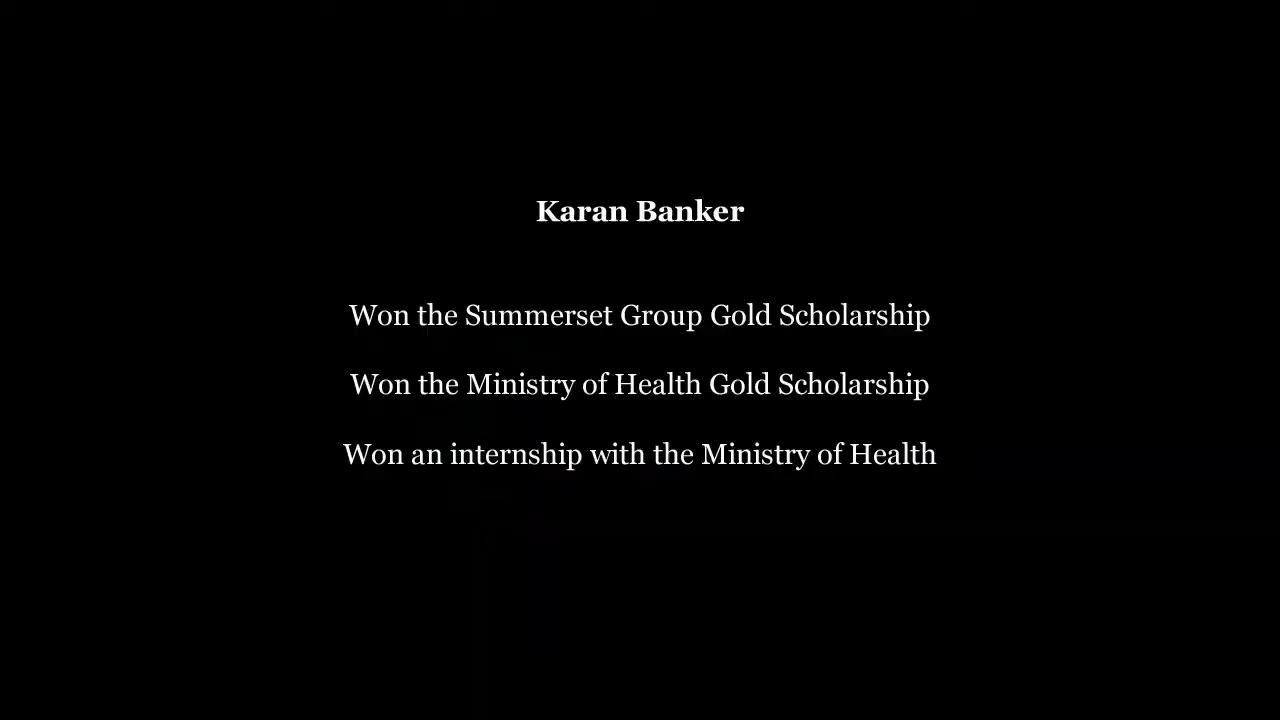 Karan Banker
Won the Summerset Group Gold Scholarship
Won the Ministry of Health Gold Scholarship
Won an internship with the Ministry of Health